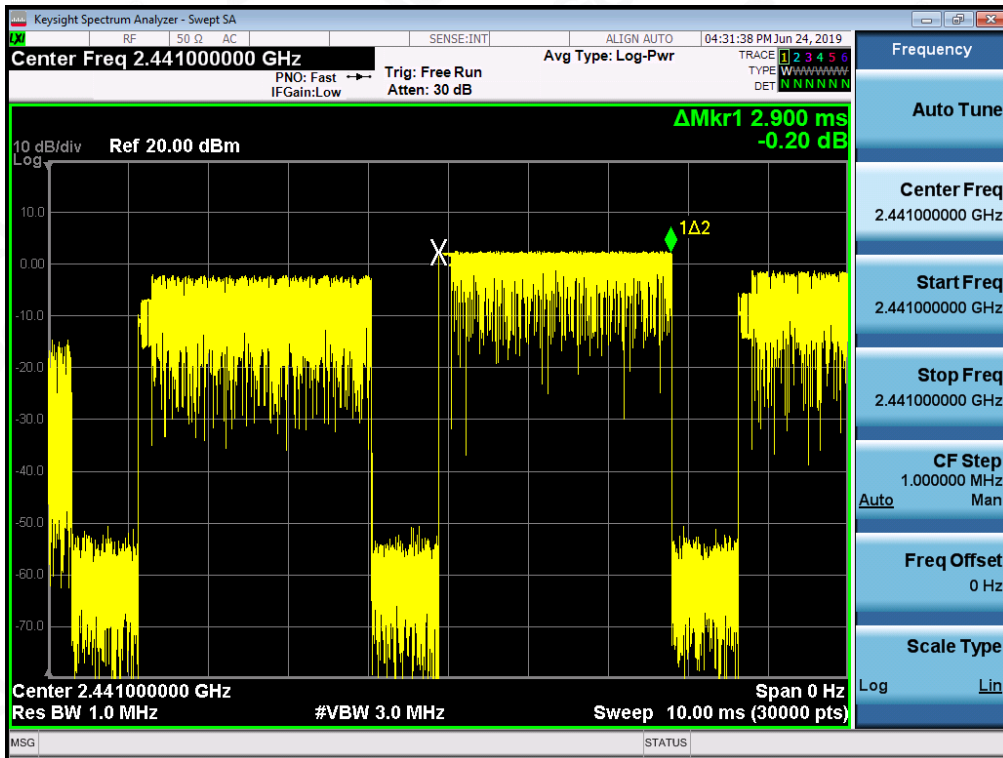 Keysight Spectrum Analyzer - Swept SA
LXI RF 50 Ω AC SENSE:INT ALIGN AUTO 04:31:38 PM Jun 24, 2019
Center Freq 2.441000000 GHz
PNO: Fast
IFGain:Low
Trig: Free Run
Atten: 30 dB
Avg Type: Log-Pwr
TRACE 1 2 3 4 5 6
TYPE WWWWWW
DET N N N N N N
ΔMkr1 2.900 ms
-0.20 dB
10 dB/div Ref 20.00 dBm
Log
10.0
0.00
-10.0
-20.0
-30.0
-40.0
-50.0
-60.0
-70.0
X
1Δ2
Center 2.441000000 GHz Span 0 Hz
Res BW 1.0 MHz #VBW 3.0 MHz Sweep 10.00 ms (30000 pts)
MSG STATUS
Frequency
Auto Tune
Center Freq
2.441000000 GHz
Start Freq
2.441000000 GHz
Stop Freq
2.441000000 GHz
CF Step
1.000000 MHz
Auto Man
Freq Offset
0 Hz
Scale Type
Log Lin